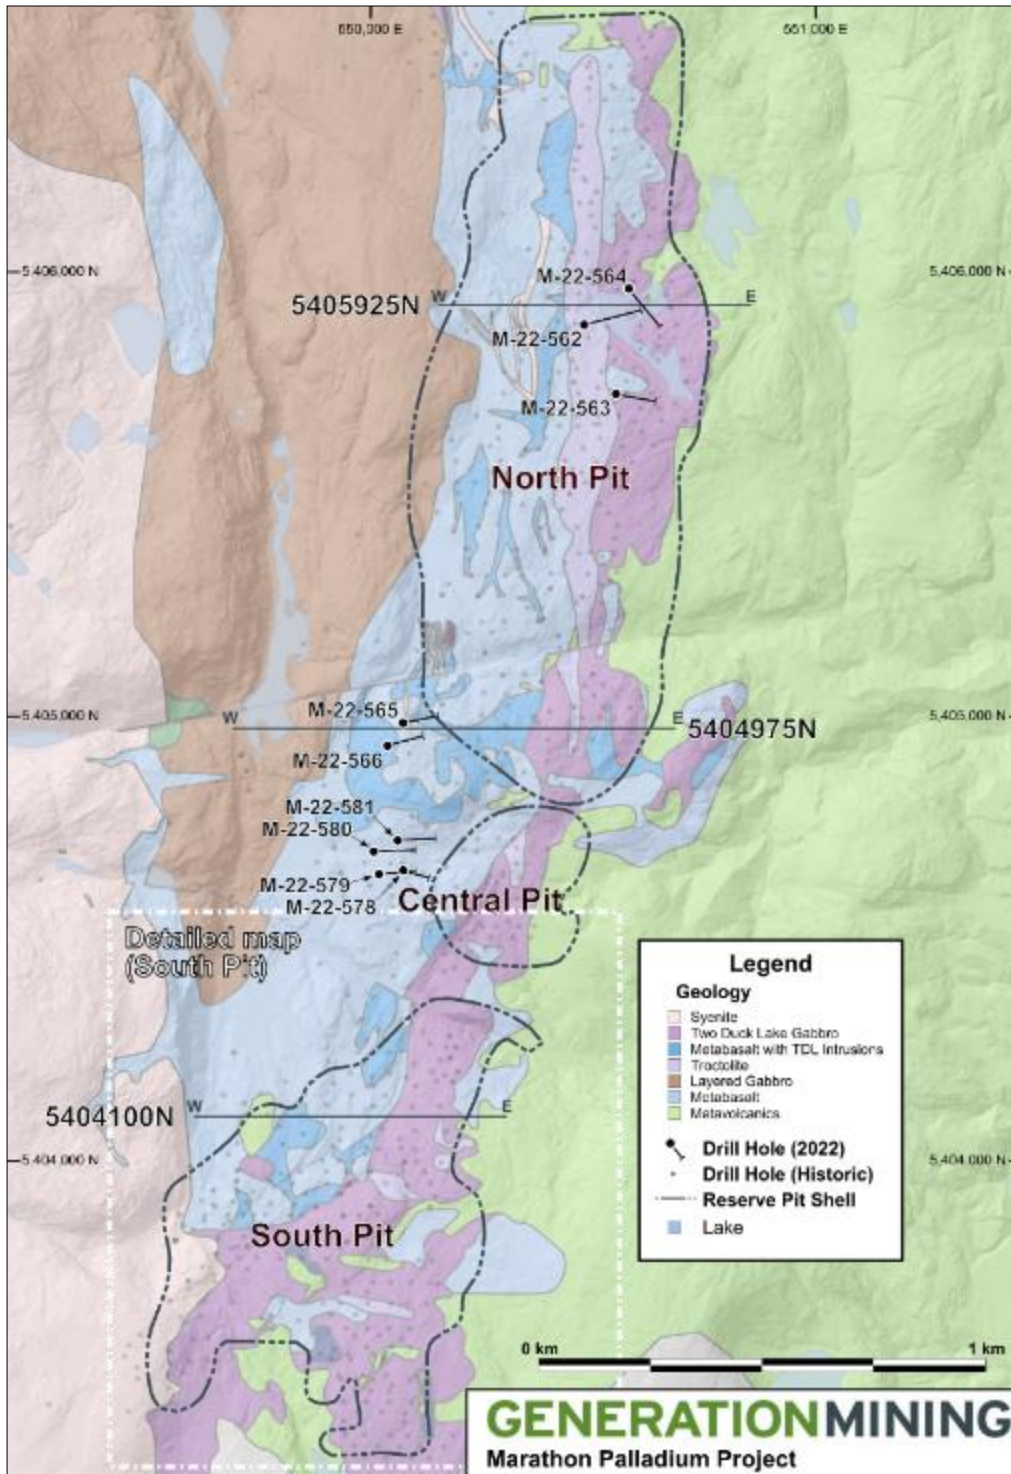 550,000 E
551,000 E
5,406,000 N
5,406,000 N
M-22-564
5405925N
W
E
M-22-562
M-22-563
North Pit
M-22-565
5,405,000 N
W
E
5404975N
5,405,000 N
M-22-566
M-22-581
M-22-580
M-22-579
M-22-578
Central Pit
Detailed map
(South Pit)
Legend
Geology
Syenite
Two Duck Lake Gabbro
Metabasalt with TDL Intrusions
Troctolite
Layered Gabbro
Metabasalt
Metavolcanics
Drill Hole (2022)
Drill Hole (Historic)
Reserve Pit Shell
Lake
5404100N
W
E
5,404,000 N
5,404,000 N
South Pit
0 km
1 km
GENERATION MINING
Marathon Palladium Project